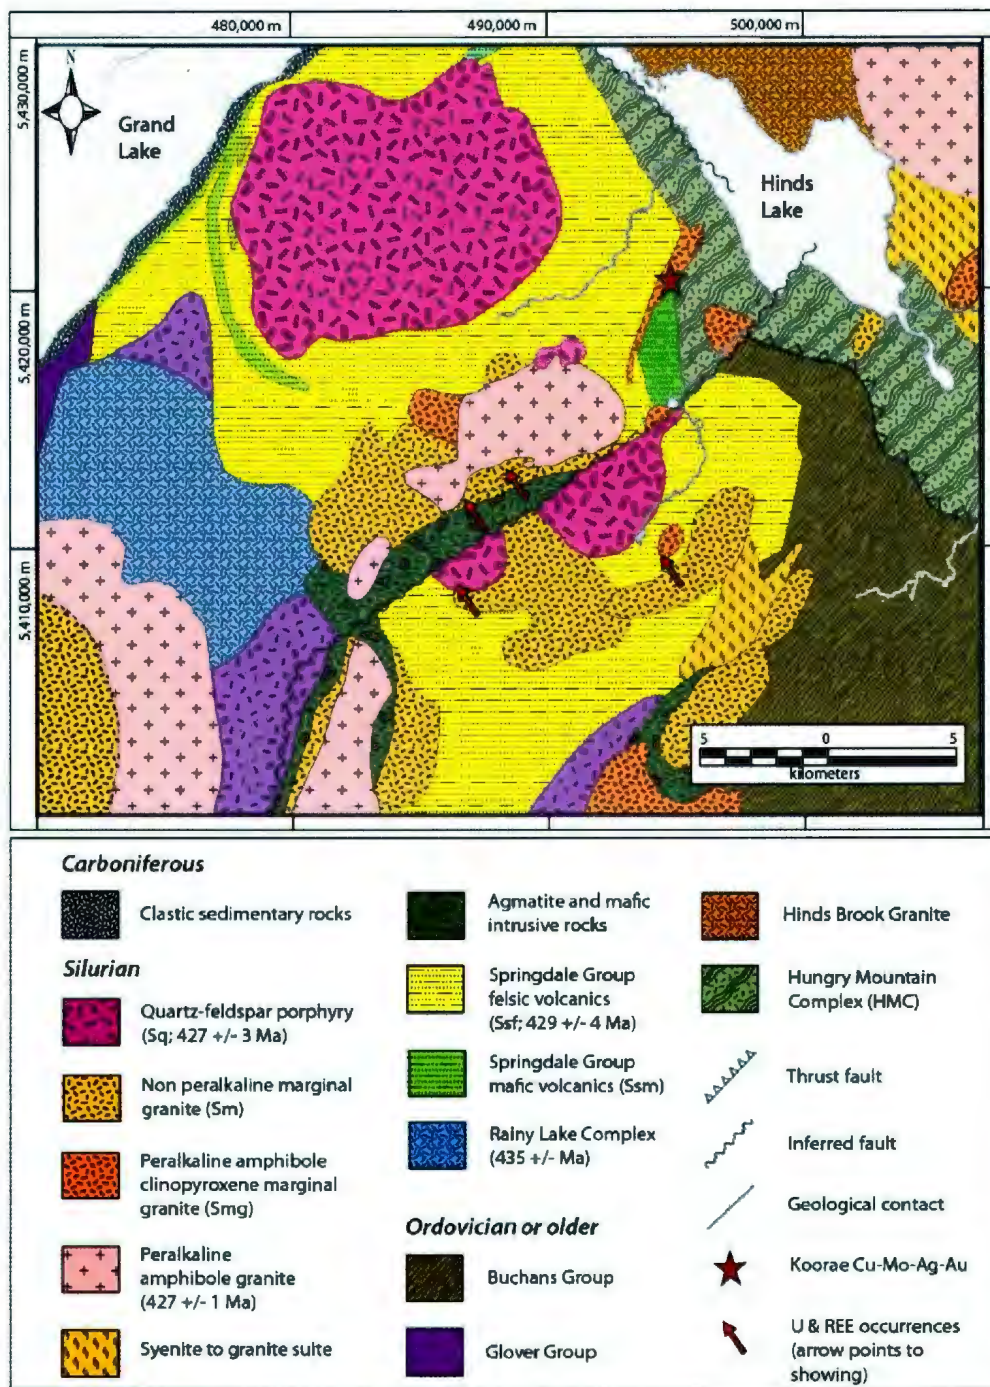 480,000 m
490,000 m
500,000 m
5,430,000 m
5,420,000 m
5,410,000 m
N
Grand
Lake
Hinds
Lake
5
0
5
kilometers
Carboniferous
Clastic sedimentary rocks
Silurian
Quartz-feldspar porphyry
(Sq; 427 +/- 3 Ma)
Non peralkaline marginal
granite (Sm)
Peralkaline amphibole
clinopyroxene marginal
granite (Smg)
Peralkaline
amphibole granite
(427 +/- 1 Ma)
Syenite to granite suite
Agmatite and mafic
intrusive rocks
Springdale Group
felsic volcanics
(Ssf; 429 +/- 4 Ma)
Springdale Group
mafic volcanics (Ssm)
Rainy Lake Complex
(435 +/- Ma)
Ordovician or older
Buchans Group
Glover Group
Hinds Brook Granite
Hungry Mountain
Complex (HMC)
Thrust fault
Inferred fault
Geological contact
Koorae Cu-Mo-Ag-Au
U & REE occurrences
(arrow points to
showing)